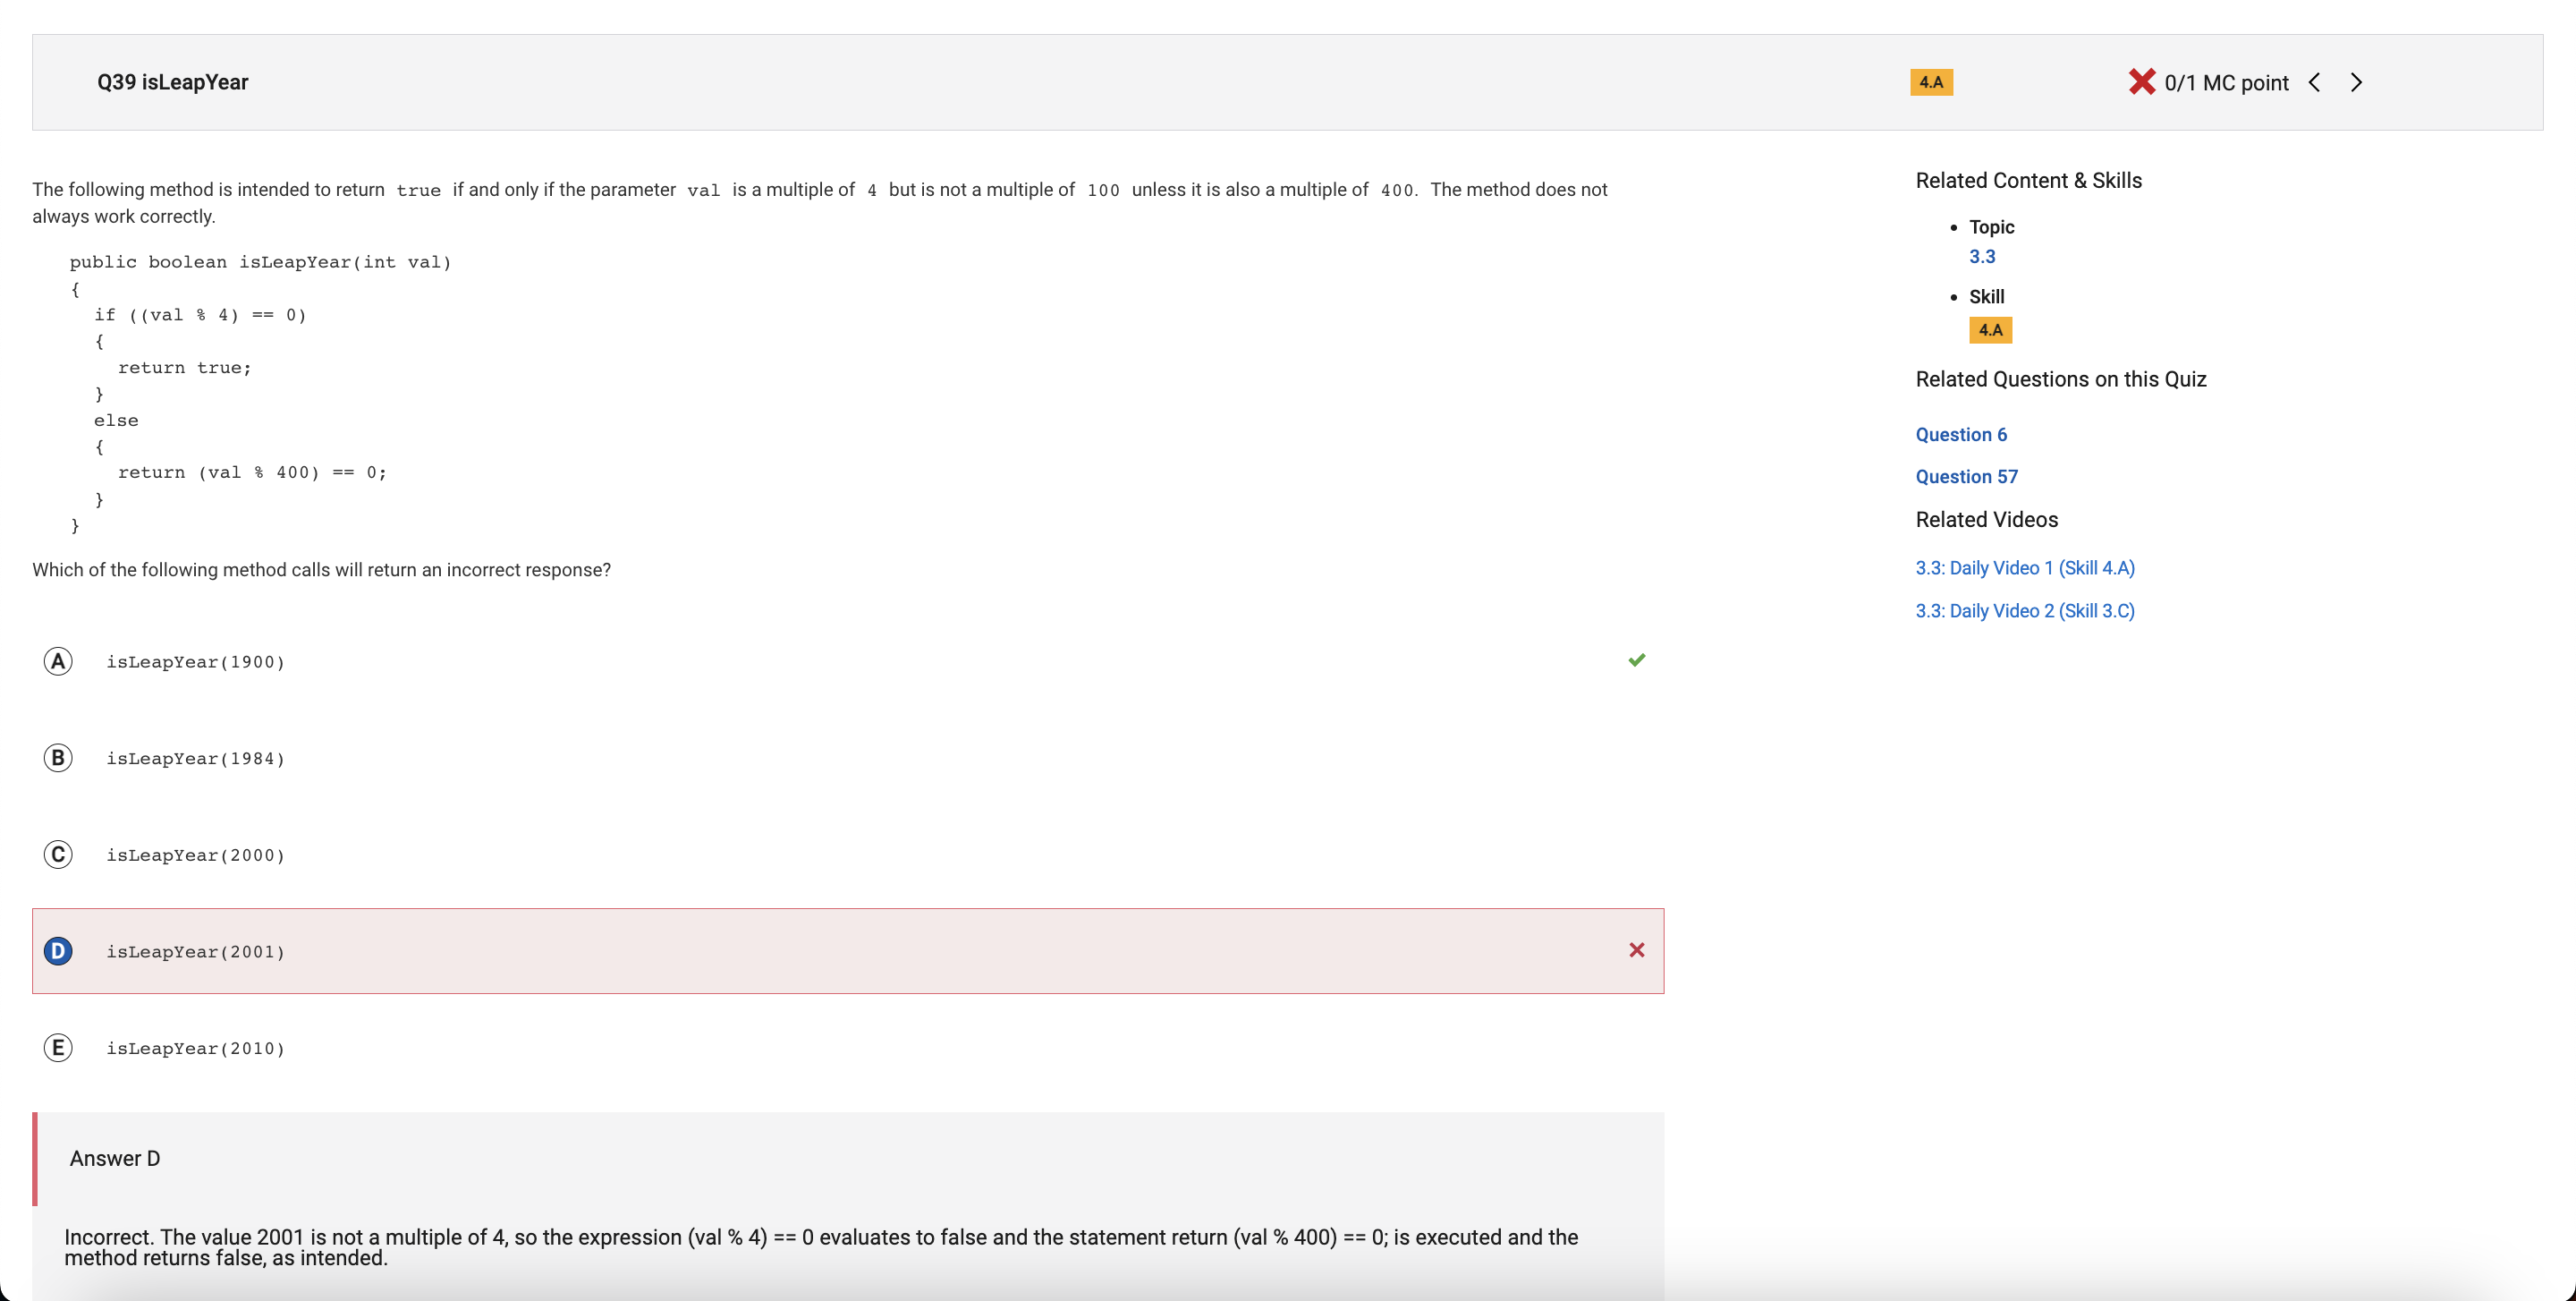 Q39 isLeapYear
4.A
0/1 MC point
The following method is intended to return true if and only if the parameter val is a multiple of 4 but is not a multiple of 100 unless it is also a multiple of 400. The method does not
always work correctly.
public boolean isLeapYear(int val)
{
if ((val % 4) == 0)
{
return true;
}
else
{
return (val % 400) == 0;
}
}
Which of the following method calls will return an incorrect response?
A isLeapYear(1900)
B isLeapYear(1984)
C isLeapYear(2000)
D isLeapYear(2001)
E isLeapYear(2010)
Answer D
Incorrect. The value 2001 is not a multiple of 4, so the expression (val % 4) == 0 evaluates to false and the statement return (val % 400) == 0; is executed and the
method returns false, as intended.
Related Content & Skills
• Topic
3.3
• Skill
4.A
Related Questions on this Quiz
Question 6
Question 57
Related Videos
3.3: Daily Video 1 (Skill 4.A)
3.3: Daily Video 2 (Skill 3.C)